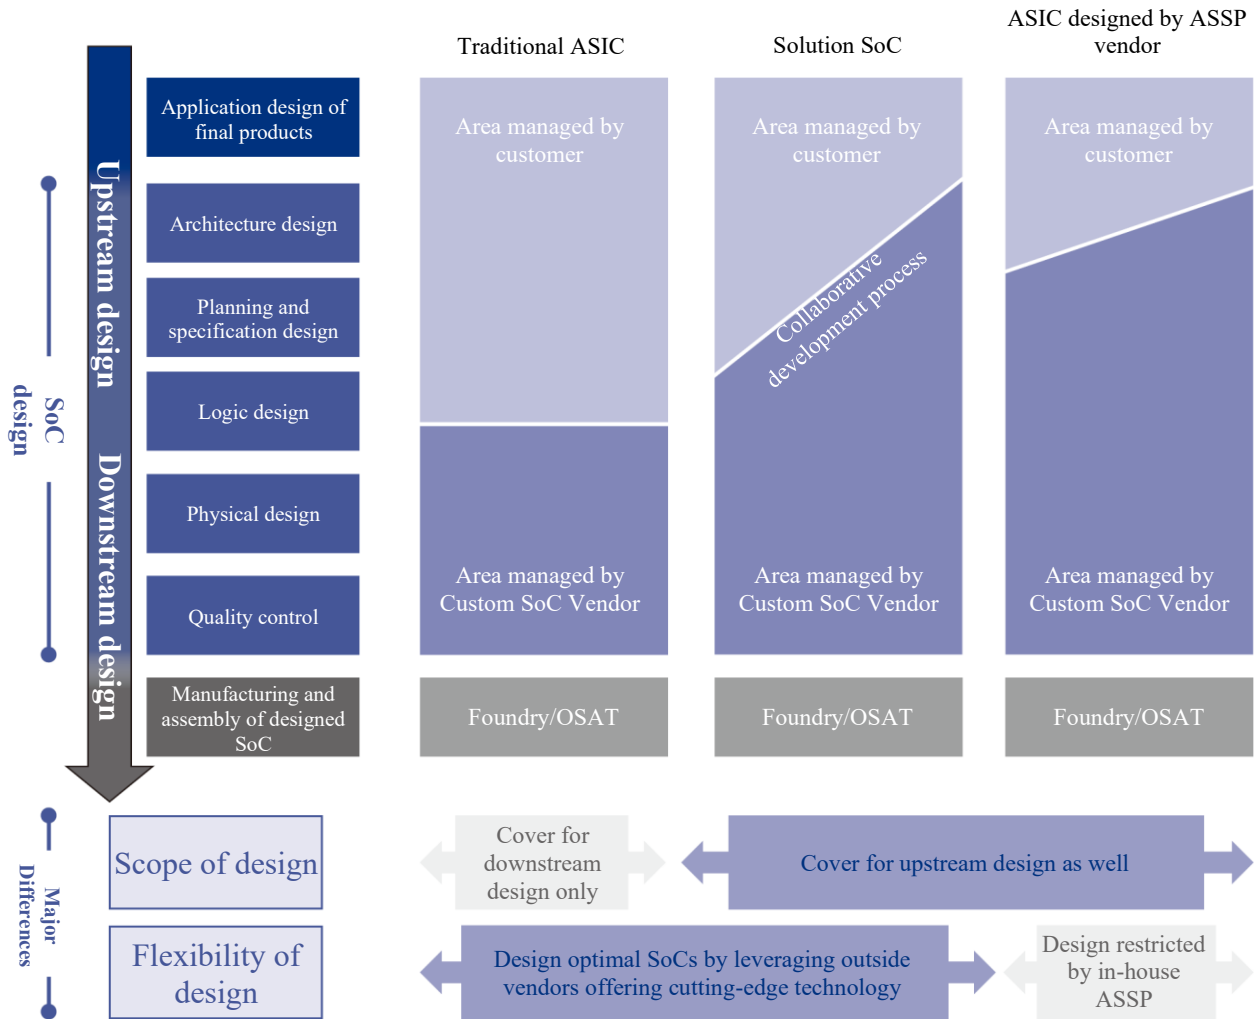 Traditional ASIC
Solution SoC
ASIC designed by ASSP
vendor
Upstream design
Downstream design
SoC
design
Application design of
final products
Architecture design
Planning and
specification design
Logic design
Physical design
Quality control
Manufacturing and
assembly of designed
SoC
Area managed by
customer
Area managed by
Custom SoC Vendor
Foundry/OSAT
Area managed by
customer
Collaborative
development process
Area managed by
Custom SoC Vendor
Foundry/OSAT
Area managed by
customer
Area managed by
Custom SoC Vendor
Foundry/OSAT
Major
Differences
Scope of design
Cover for
downstream
design only
Cover for upstream design as well
Flexibility of
design
Design optimal SoCs by leveraging outside
vendors offering cutting-edge technology
Design restricted
by in-house
ASSP